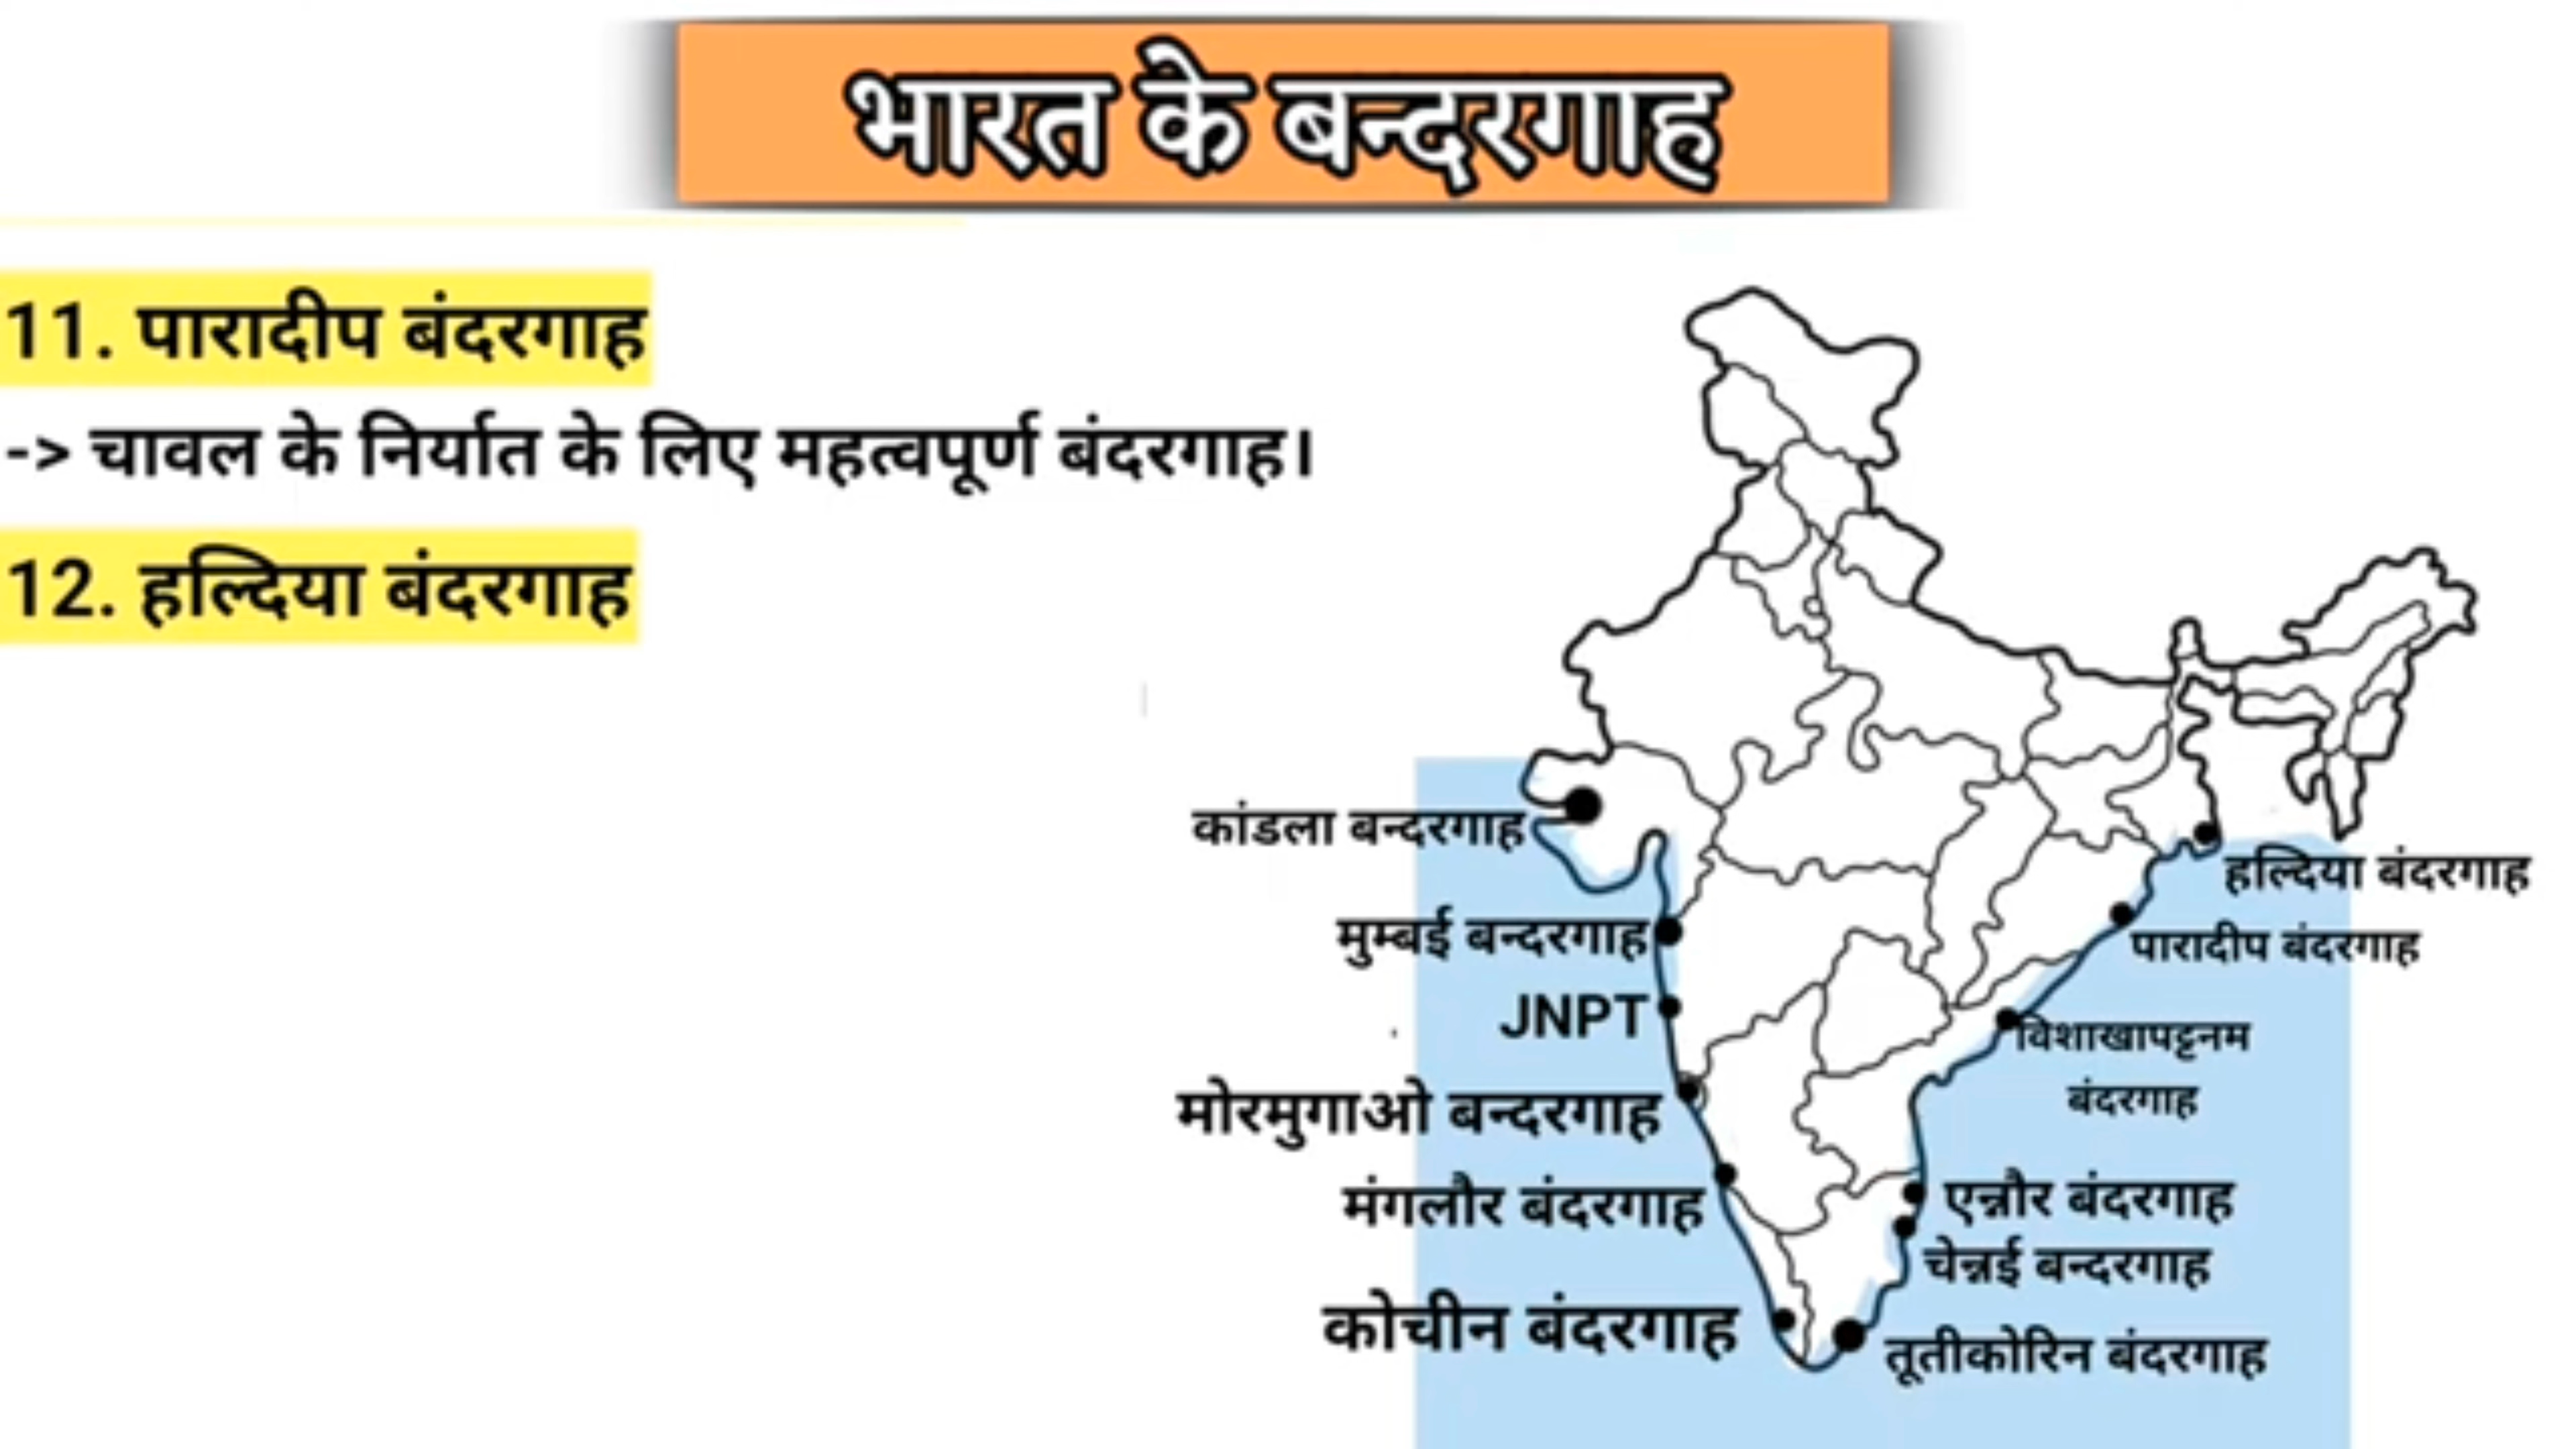 भारत के बन्दरगाह
11. पारादीप बंदरगाह
-> चावल के निर्यात के लिए महत्वपूर्ण बंदरगाह।
12. हल्दिया बंदरगाह
कांडला बन्दरगाह
मुम्बई बन्दरगाह
JNPT
मोरमुगाओ बन्दरगाह
मंगलौर बंदरगाह
कोचीन बंदरगाह
हल्दिया बंदरगाह
पारादीप बंदरगाह
विशाखापट्टनम
बंदरगाह
एन्नौर बंदरगाह
चेन्नई बन्दरगाह
तूतीकोरिन बंदरगाह